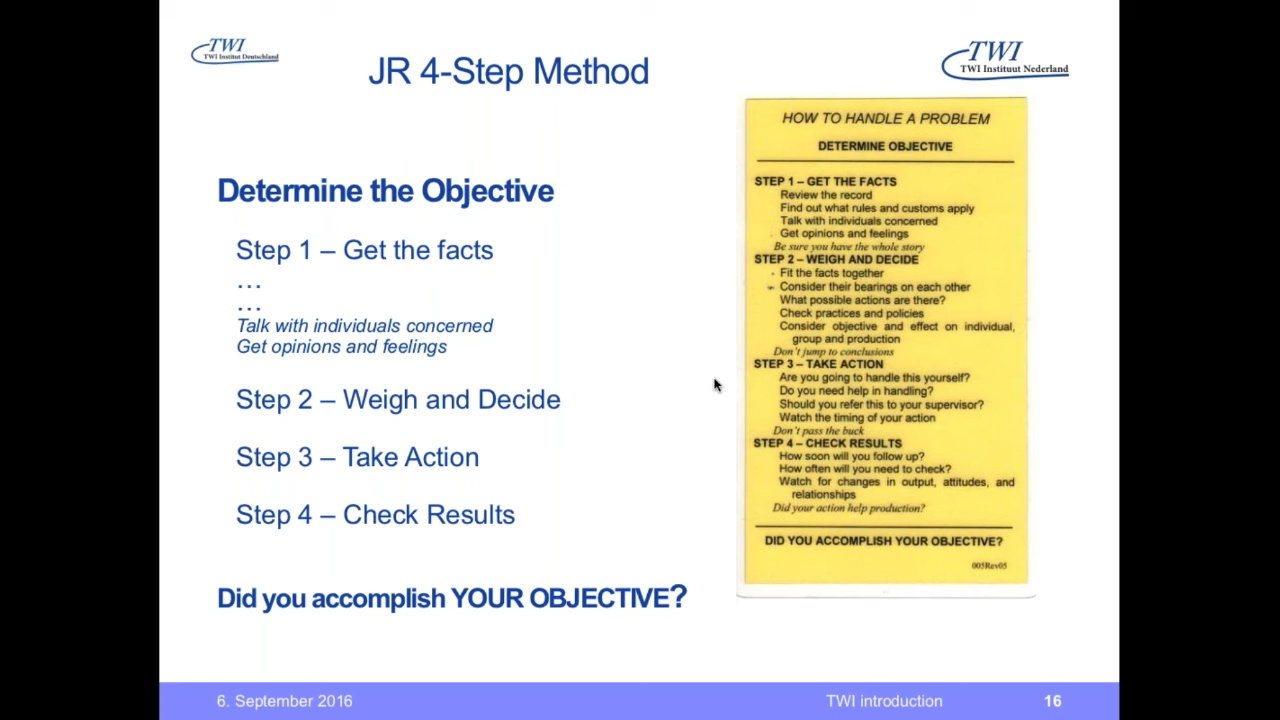 TWI
TWI Institut Deutschland
JR 4-Step Method
TWI
TWI Instituut Nederland
Determine the Objective
Step 1 – Get the facts
…
…
Talk with individuals concerned
Get opinions and feelings
Step 2 – Weigh and Decide
Step 3 – Take Action
Step 4 – Check Results
Did you accomplish YOUR OBJECTIVE?
HOW TO HANDLE A PROBLEM
DETERMINE OBJECTIVE
STEP 1 – GET THE FACTS
Review the record
Find out what rules and customs apply
Talk with individuals concerned
Get opinions and feelings
Be sure you have the whole story
STEP 2 – WEIGH AND DECIDE
Fit the facts together
Consider their bearings on each other
What possible actions are there?
Check practices and policies
Consider objective and effect on individual,
group and production
Don't jump to conclusions
STEP 3 – TAKE ACTION
Are you going to handle this yourself?
Do you need help in handling?
Should you refer this to your supervisor?
Watch the timing of your action
Don't pass the buck
STEP 4 – CHECK RESULTS
How soon will you follow up?
How often will you need to check?
Watch for changes in output, attitudes, and
relationships
Did your action help production?
DID YOU ACCOMPLISH YOUR OBJECTIVE?
005Rev05
6. September 2016
TWI introduction
16